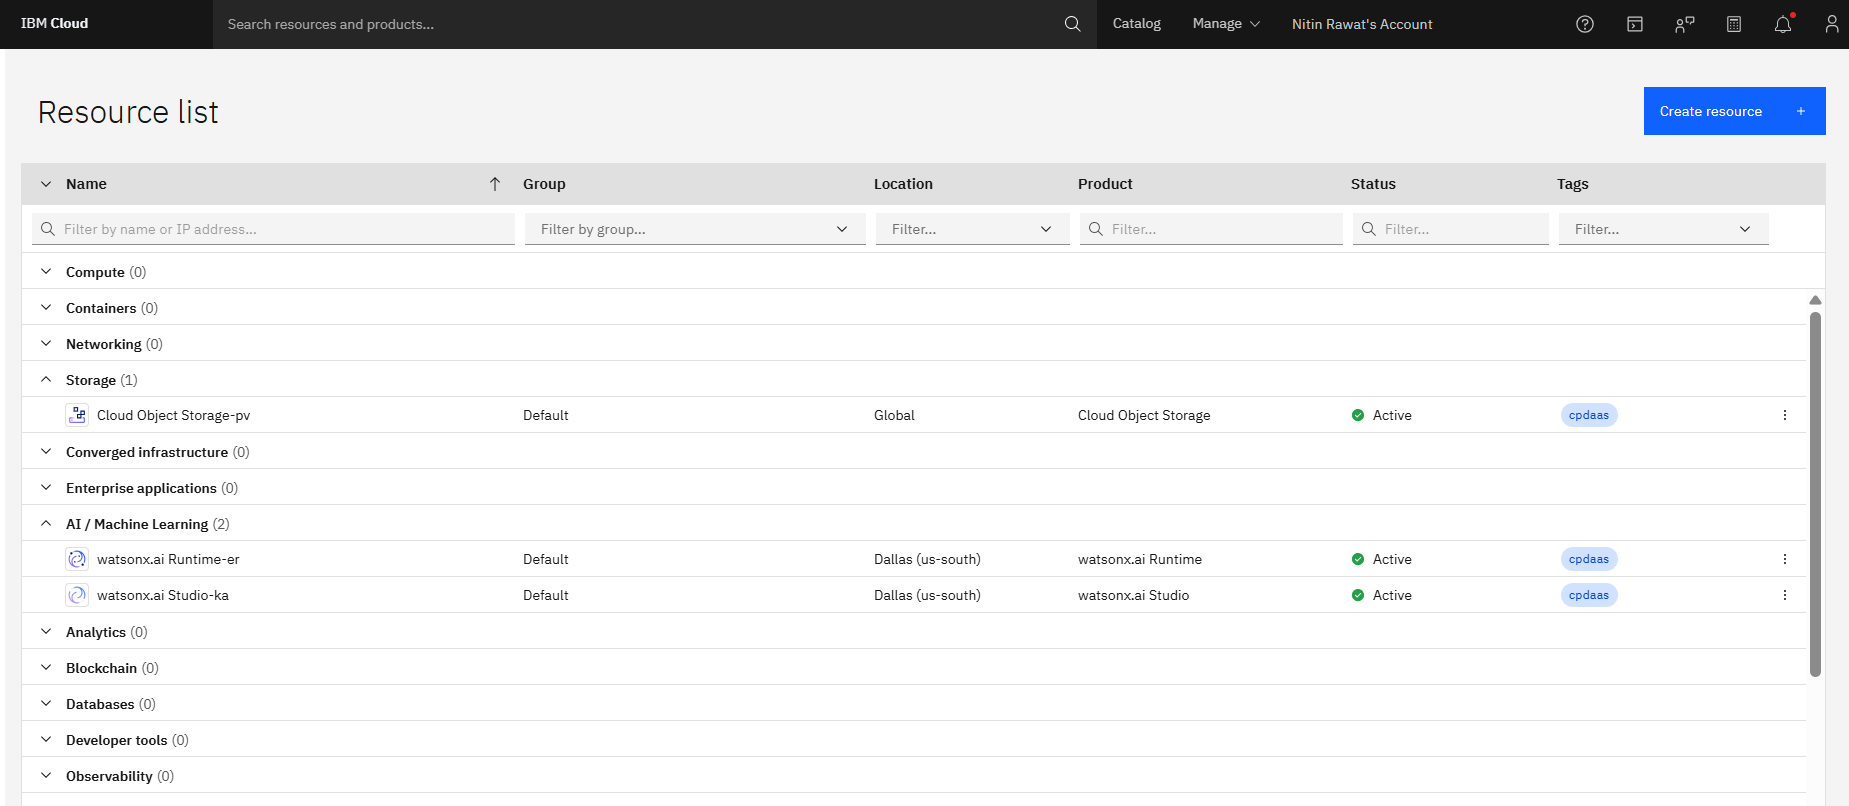 IBM Cloud Search resources and products... Catalog Manage Nitin Rawat's Account
Resource list
Create resource +
Name Group Location Product Status Tags
Filter by name or IP address... Filter by group... Filter... Filter... Filter... Filter...
Compute (0)
Containers (0)
Networking (0)
Storage (1)
Cloud Object Storage-pv Default Global Cloud Object Storage Active cpdaas
Converged infrastructure (0)
Enterprise applications (0)
AI / Machine Learning (2)
watsonx.ai Runtime-er Default Dallas (us-south) watsonx.ai Runtime Active cpdaas
watsonx.ai Studio-ka Default Dallas (us-south) watsonx.ai Studio Active cpdaas
Analytics (0)
Blockchain (0)
Databases (0)
Developer tools (0)
Observability (0)